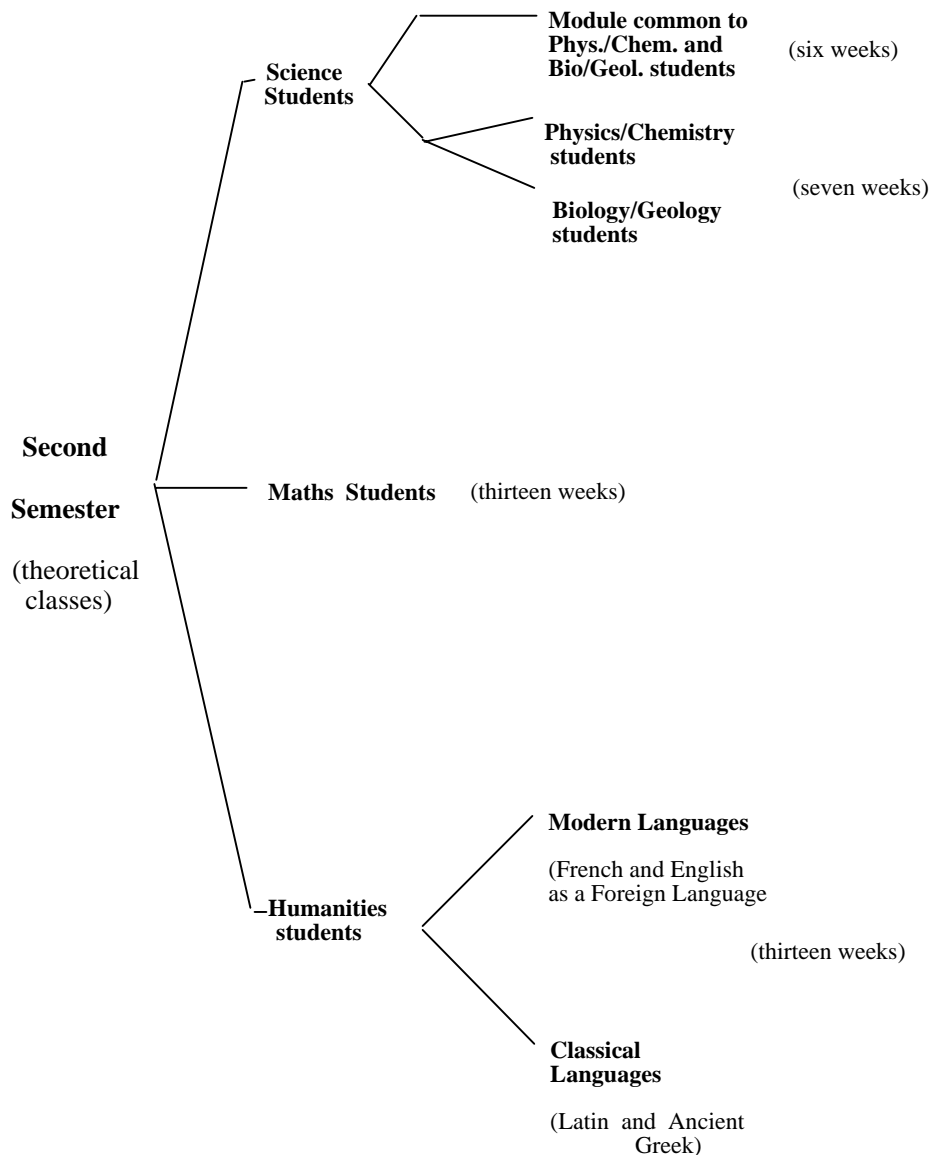 Module common to
Phys./Chem. and
Bio/Geol. students
(six weeks)
Science
Students
Physics/Chemistry
students
(seven weeks)
Biology/Geology
students
Second
Semester
(theoretical
classes)
Maths Students (thirteen weeks)
Modern Languages
(French and English
as a Foreign Language
–Humanities
students
(thirteen weeks)
Classical
Languages
(Latin and Ancient
Greek)